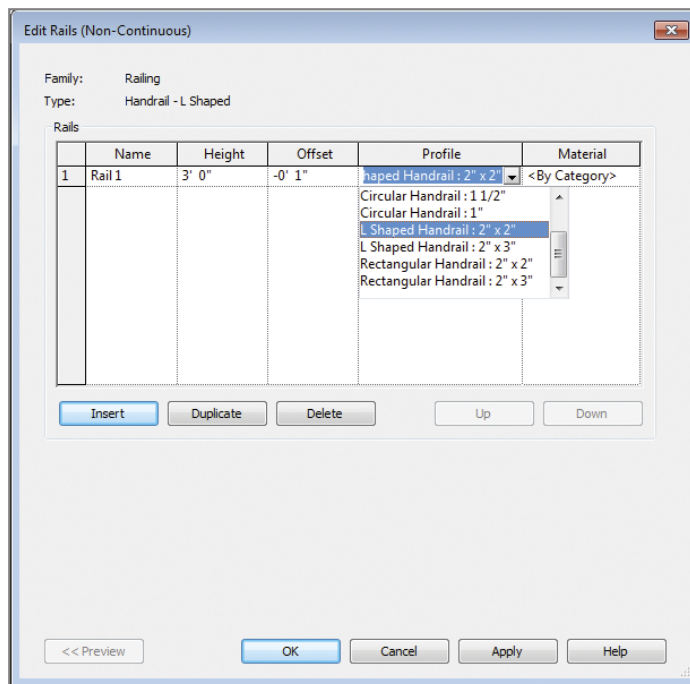 Edit Rails (Non-Continuous)
Family: Railing
Type: Handrail - L Shaped
Rails
Name Height Offset Profile Material
1 Rail 1 3' 0" -0' 1" haped Handrail : 2" x 2" <By Category>
Circular Handrail : 1 1/2"
Circular Handrail : 1"
L Shaped Handrail : 2" x 2"
L Shaped Handrail : 2" x 3"
Rectangular Handrail : 2" x 2"
Rectangular Handrail : 2" x 3"
Insert Duplicate Delete Up Down
<< Preview OK Cancel Apply Help